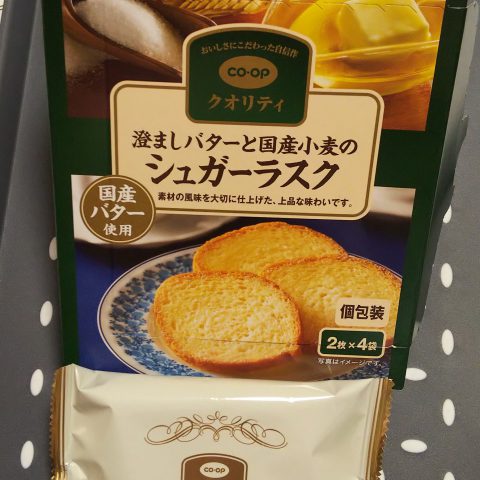 おいしさにこだわった自信作
CO・OP
クオリティ
澄ましバターと国産小麦の
シュガーラスク
素材の風味を大切に仕上げた、上品な味わいです。
国産
バター
使用
個包装
2枚×4袋
写真はイメージです。
CO・OP